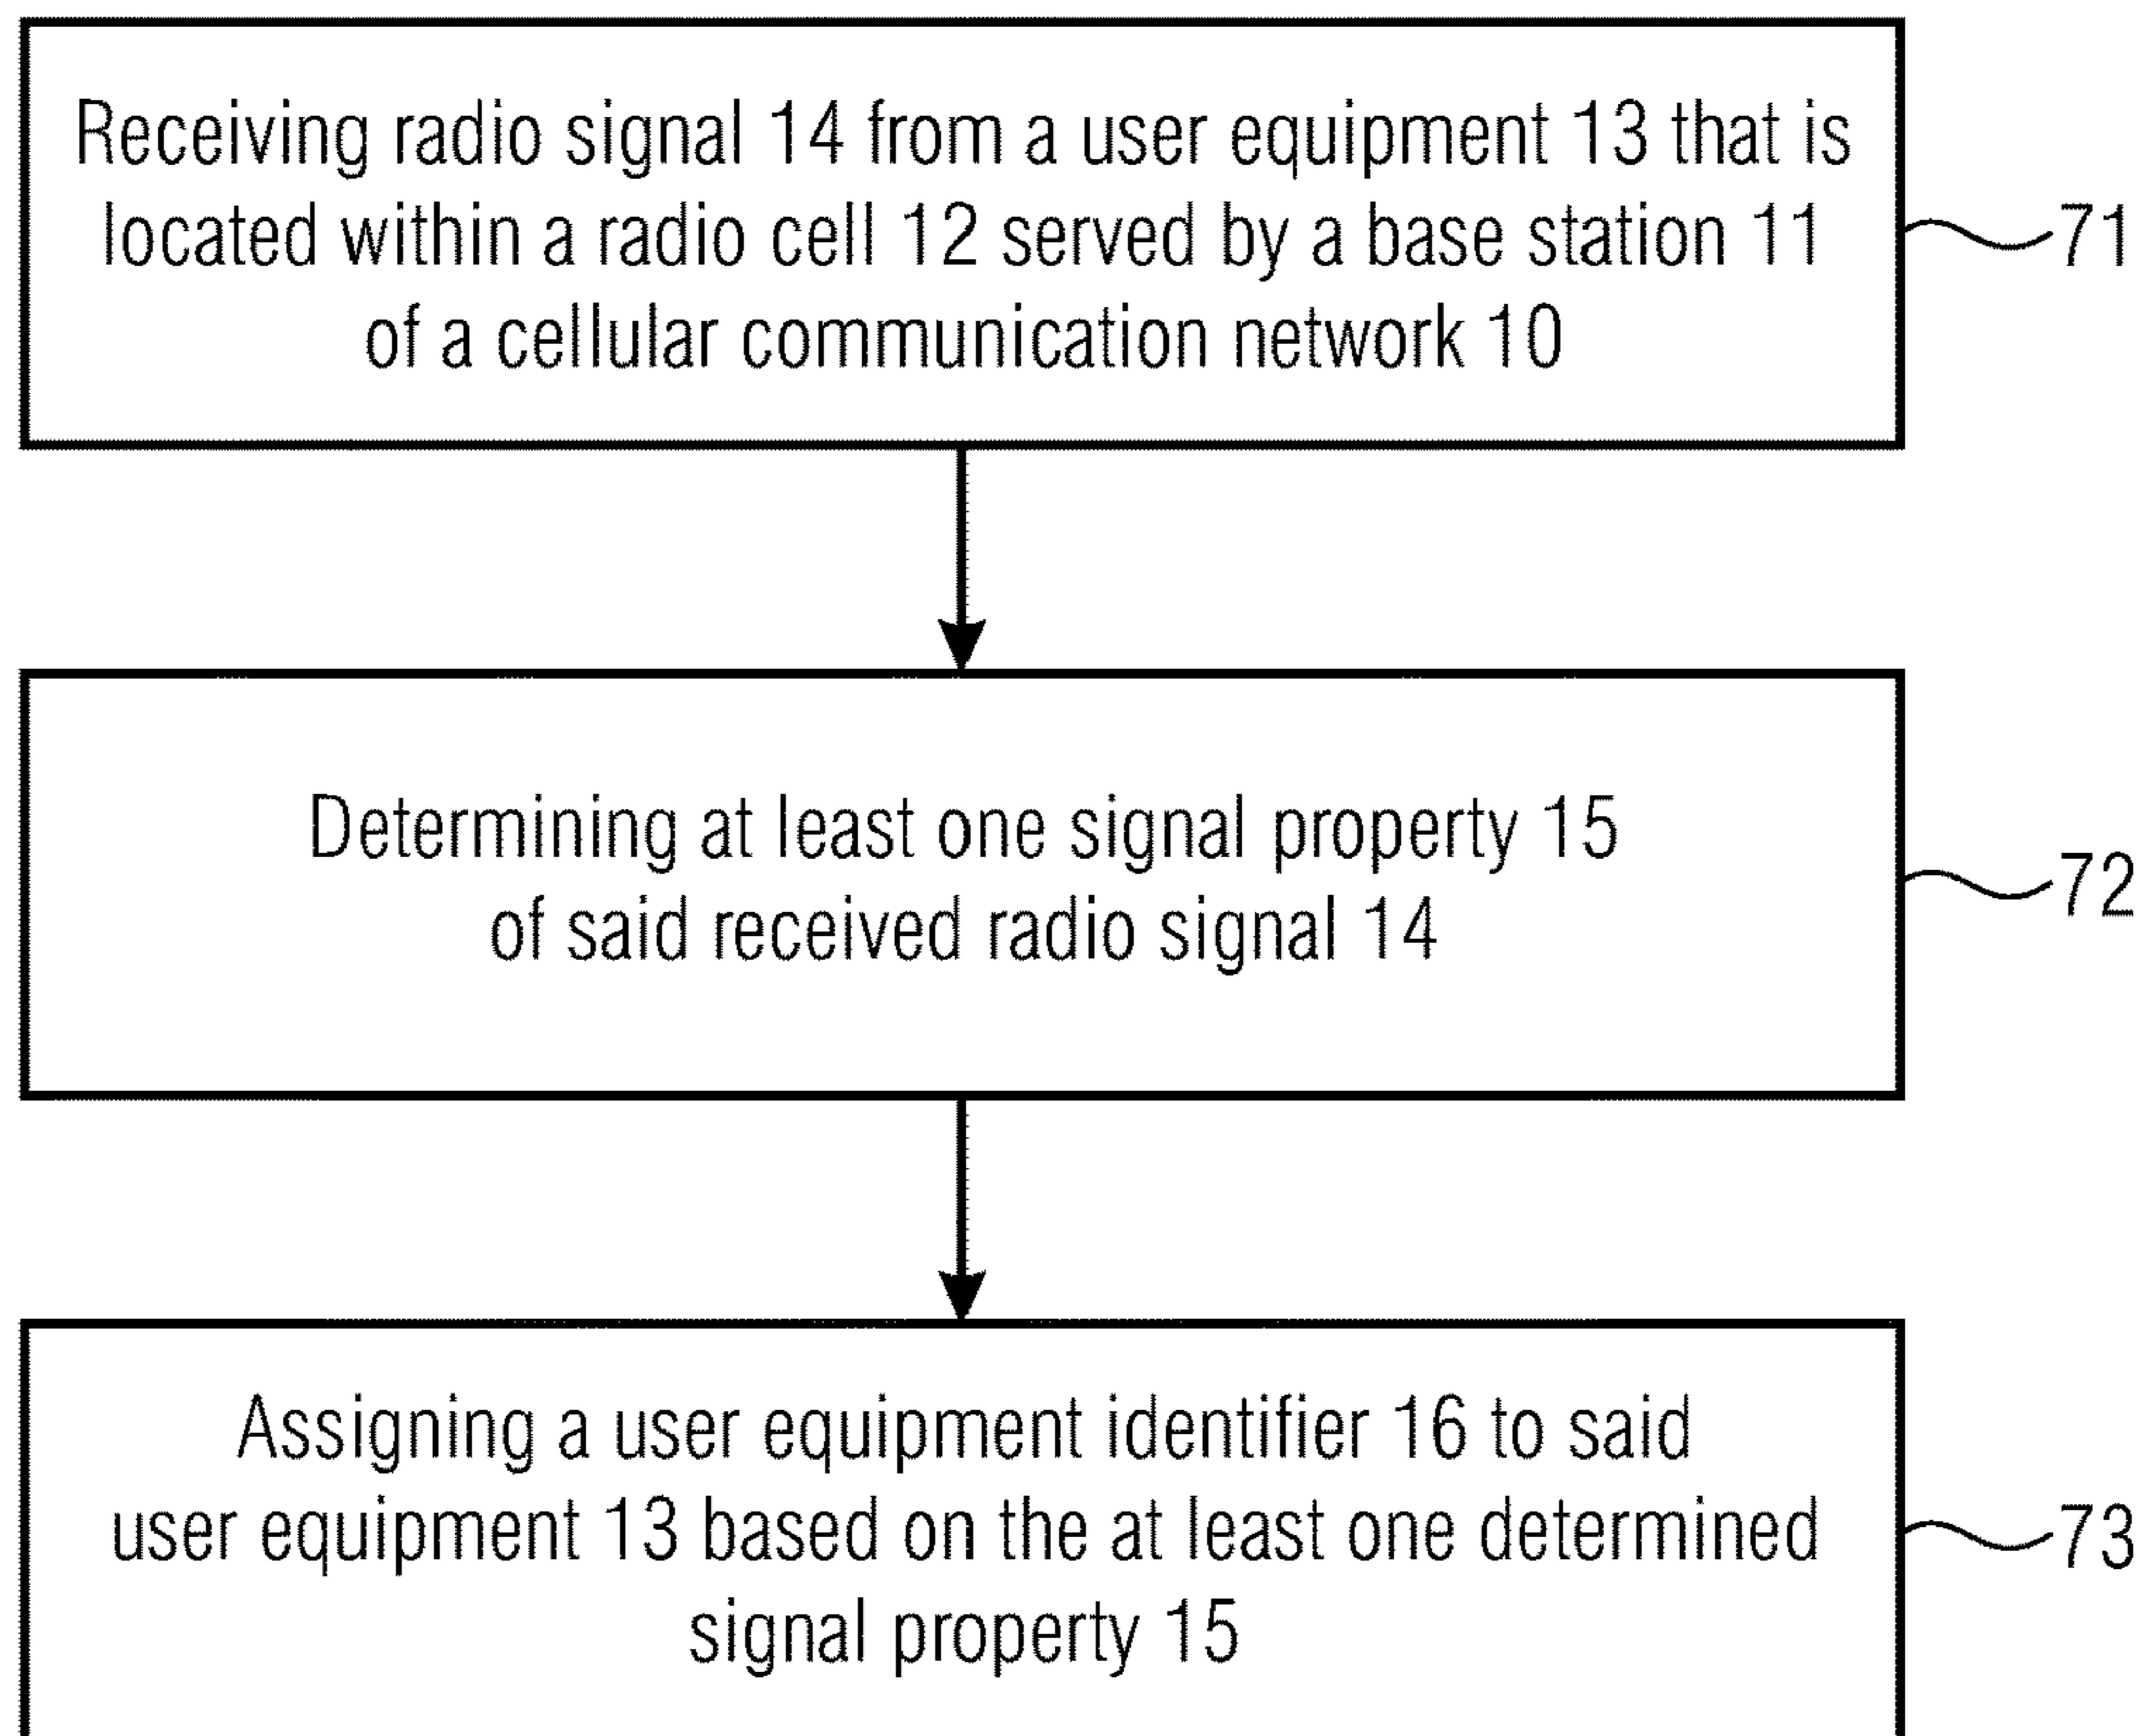 Receiving radio signal 14 from a user equipment 13 that is
located within a radio cell 12 served by a base station 11
of a cellular communication network 10
71
Determining at least one signal property 15
of said received radio signal 14
72
Assigning a user equipment identifier 16 to said
user equipment 13 based on the at least one determined
signal property 15
73